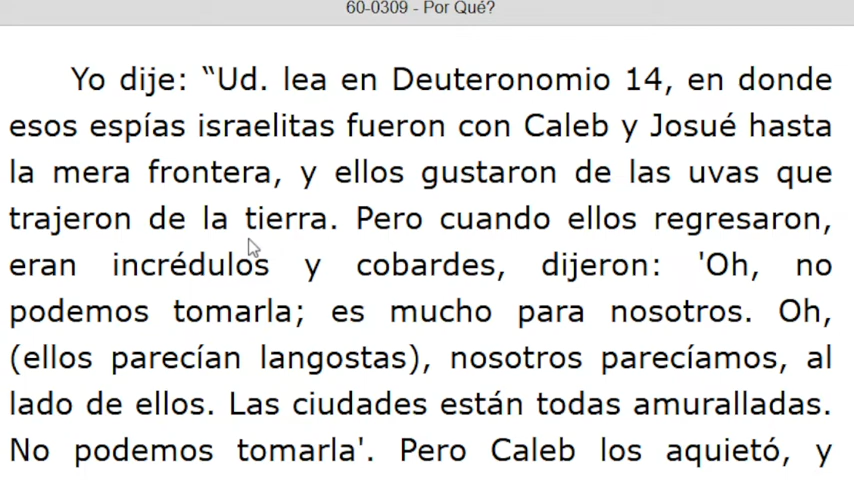 60-0309 - Por Qué?
Yo dije: “Ud. lea en Deuteronomio 14, en donde
esos espías israelitas fueron con Caleb y Josué hasta
la mera frontera, y ellos gustaron de las uvas que
trajeron de la tierra. Pero cuando ellos regresaron,
eran incrédulos y cobardes, dijeron: 'Oh, no
podemos tomarla; es mucho para nosotros. Oh,
(ellos parecían langostas), nosotros parecíamos, al
lado de ellos. Las ciudades están todas amuralladas.
No podemos tomarla'. Pero Caleb los aquietó, y